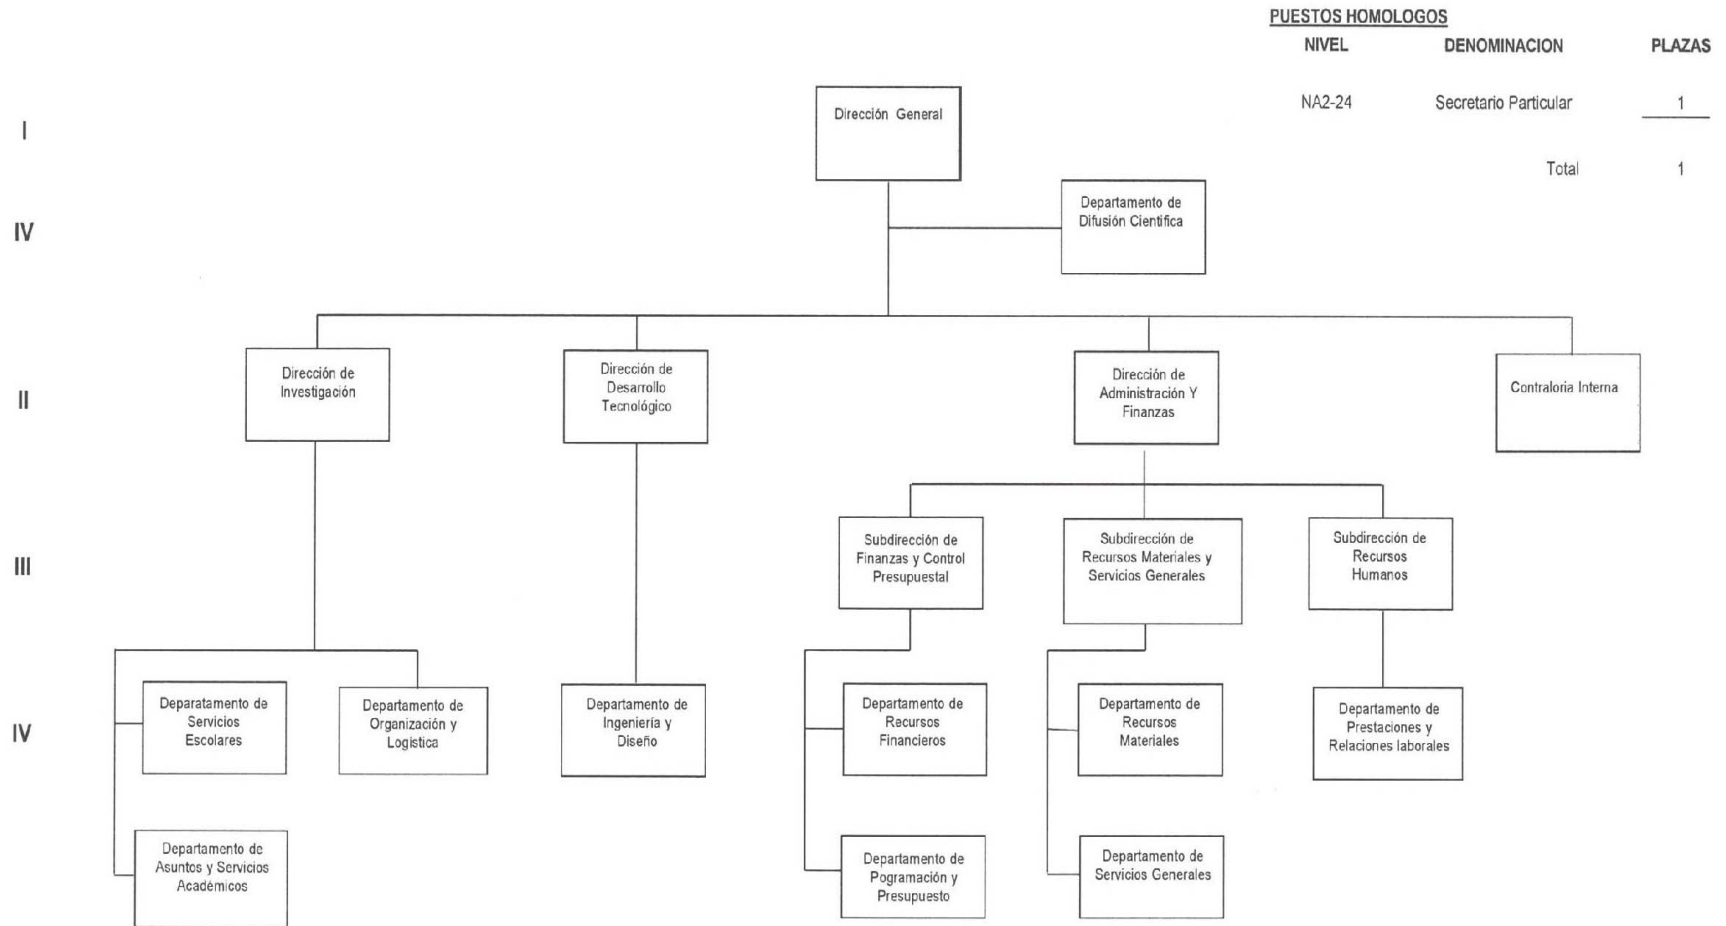 PUESTOS HOMOLOGOS
NIVEL DENOMINACION PLAZAS
NA2-24 Secretario Particular 1
Total 1
I
Dirección General
IV
Departamento de
Difusión Cientifica
II
Dirección de
Investigación
Dirección de
Desarrollo
Tecnológico
Dirección de
Administración Y
Finanzas
Contraloria Interna
III
Subdirección de
Finanzas y Control
Presupuestal
Subdirección de
Recursos Materiales y
Servicios Generales
Subdirección de
Recursos
Humanos
IV
Deparatamento de
Servicios
Escolares
Departamento de
Organización y
Logística
Departamento de
Ingeniería y
Diseño
Departamento de
Recursos
Financieros
Departamento de
Recursos
Materiales
Departamento de
Prestaciones y
Relaciones laborales
Departamento de
Asuntos y Servicios
Académicos
Departamento de
Pogramación y
Presupuesto
Departamento de
Servicios Generales